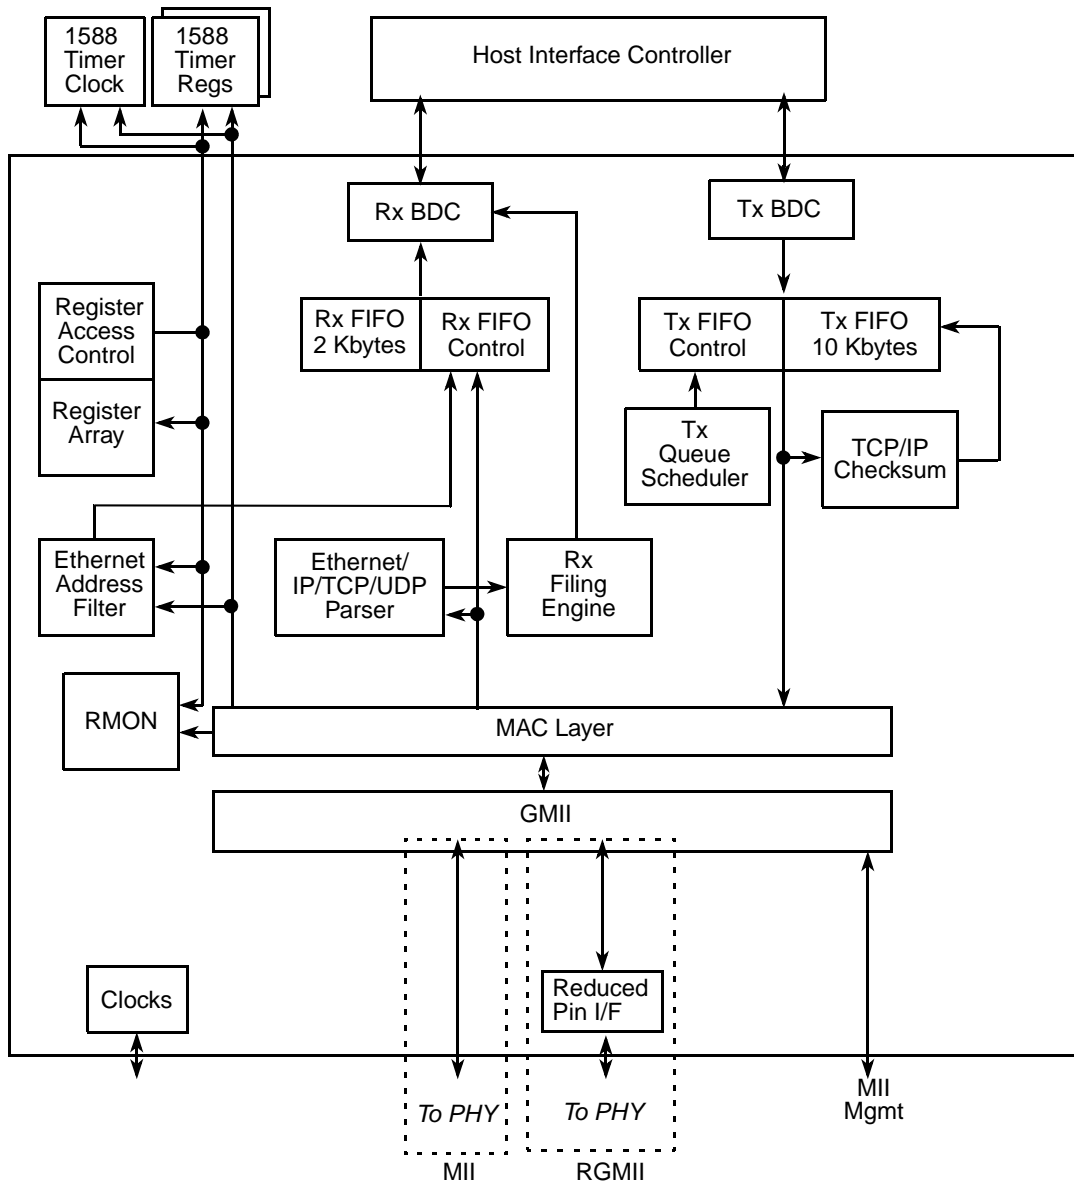 1588
Timer
Clock
1588
Timer
Regs
Host Interface Controller
Rx BDC
Tx BDC
Register
Access
Control
Register
Array
Rx FIFO
2 Kbytes
Rx FIFO
Control
Tx FIFO
Control
Tx FIFO
10 Kbytes
Tx
Queue
Scheduler
TCP/IP
Checksum
Ethernet
Address
Filter
Ethernet/
IP/TCP/UDP
Parser
Rx
Filing
Engine
RMON
MAC Layer
GMII
Clocks
Reduced
Pin I/F
To PHY
To PHY
MII
Mgmt
MII
RGMII